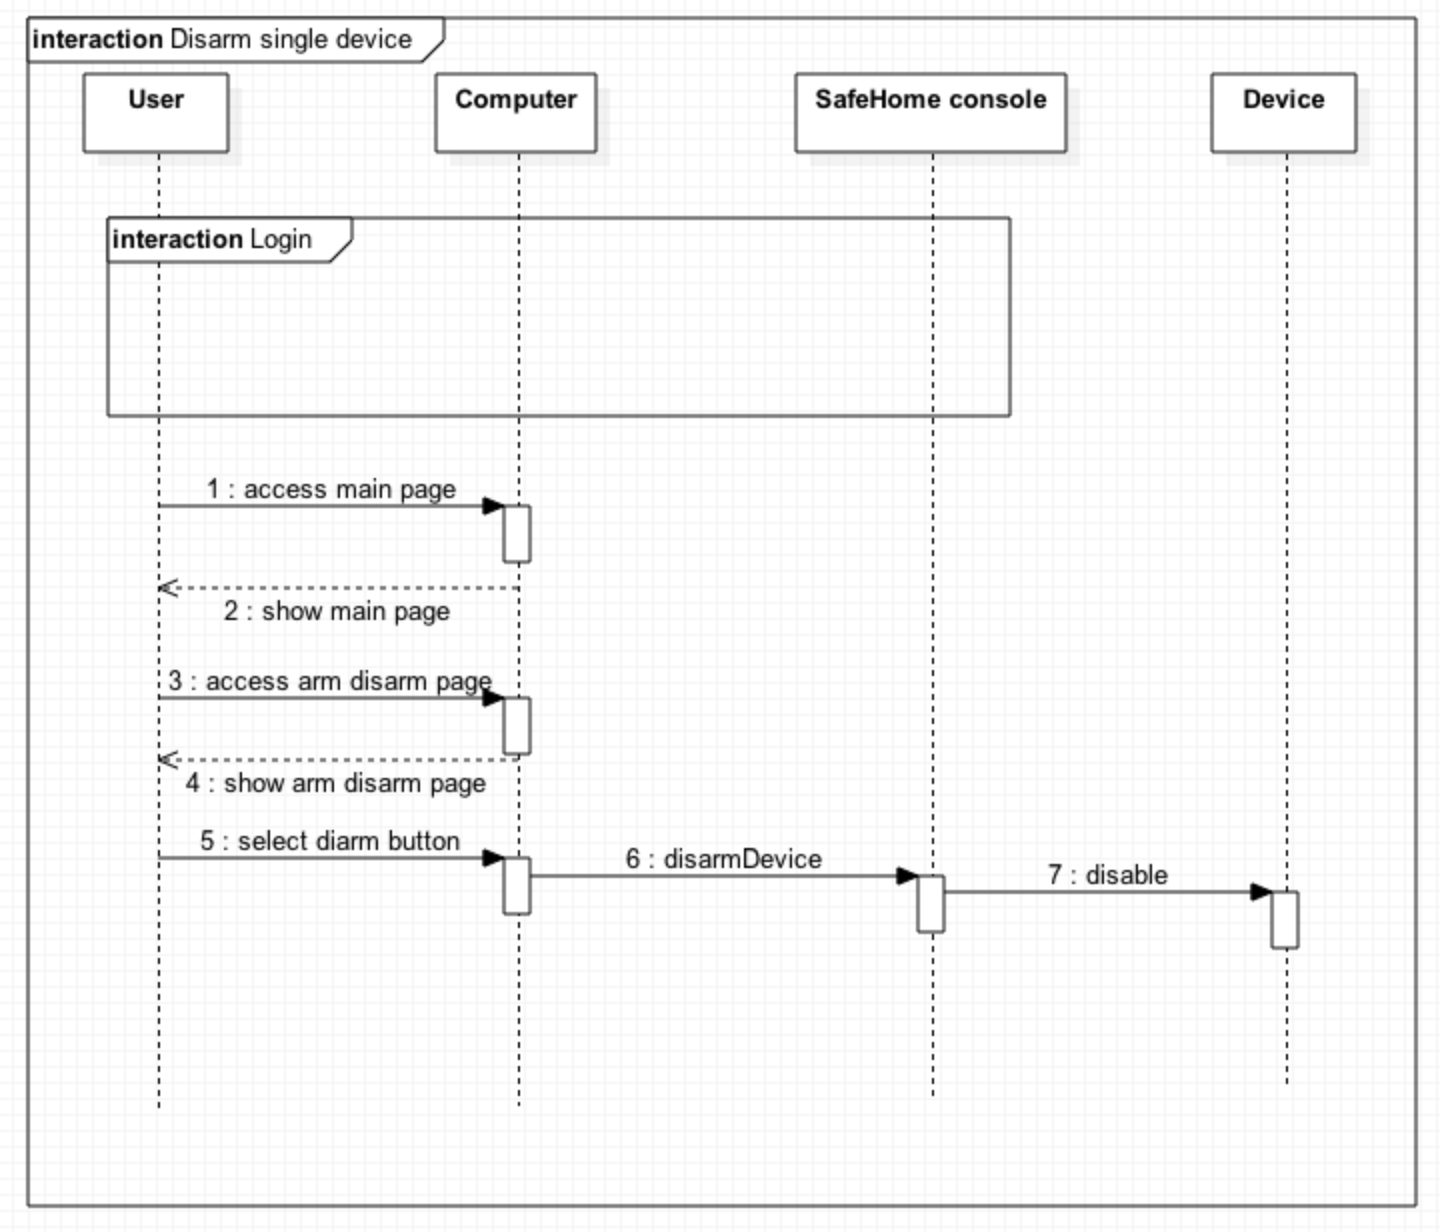 interaction Disarm single device
User
Computer
SafeHome console
Device
interaction Login
1 : access main page
2 : show main page
3 : access arm disarm page
4 : show arm disarm page
5 : select diarm button
6 : disarmDevice
7 : disable